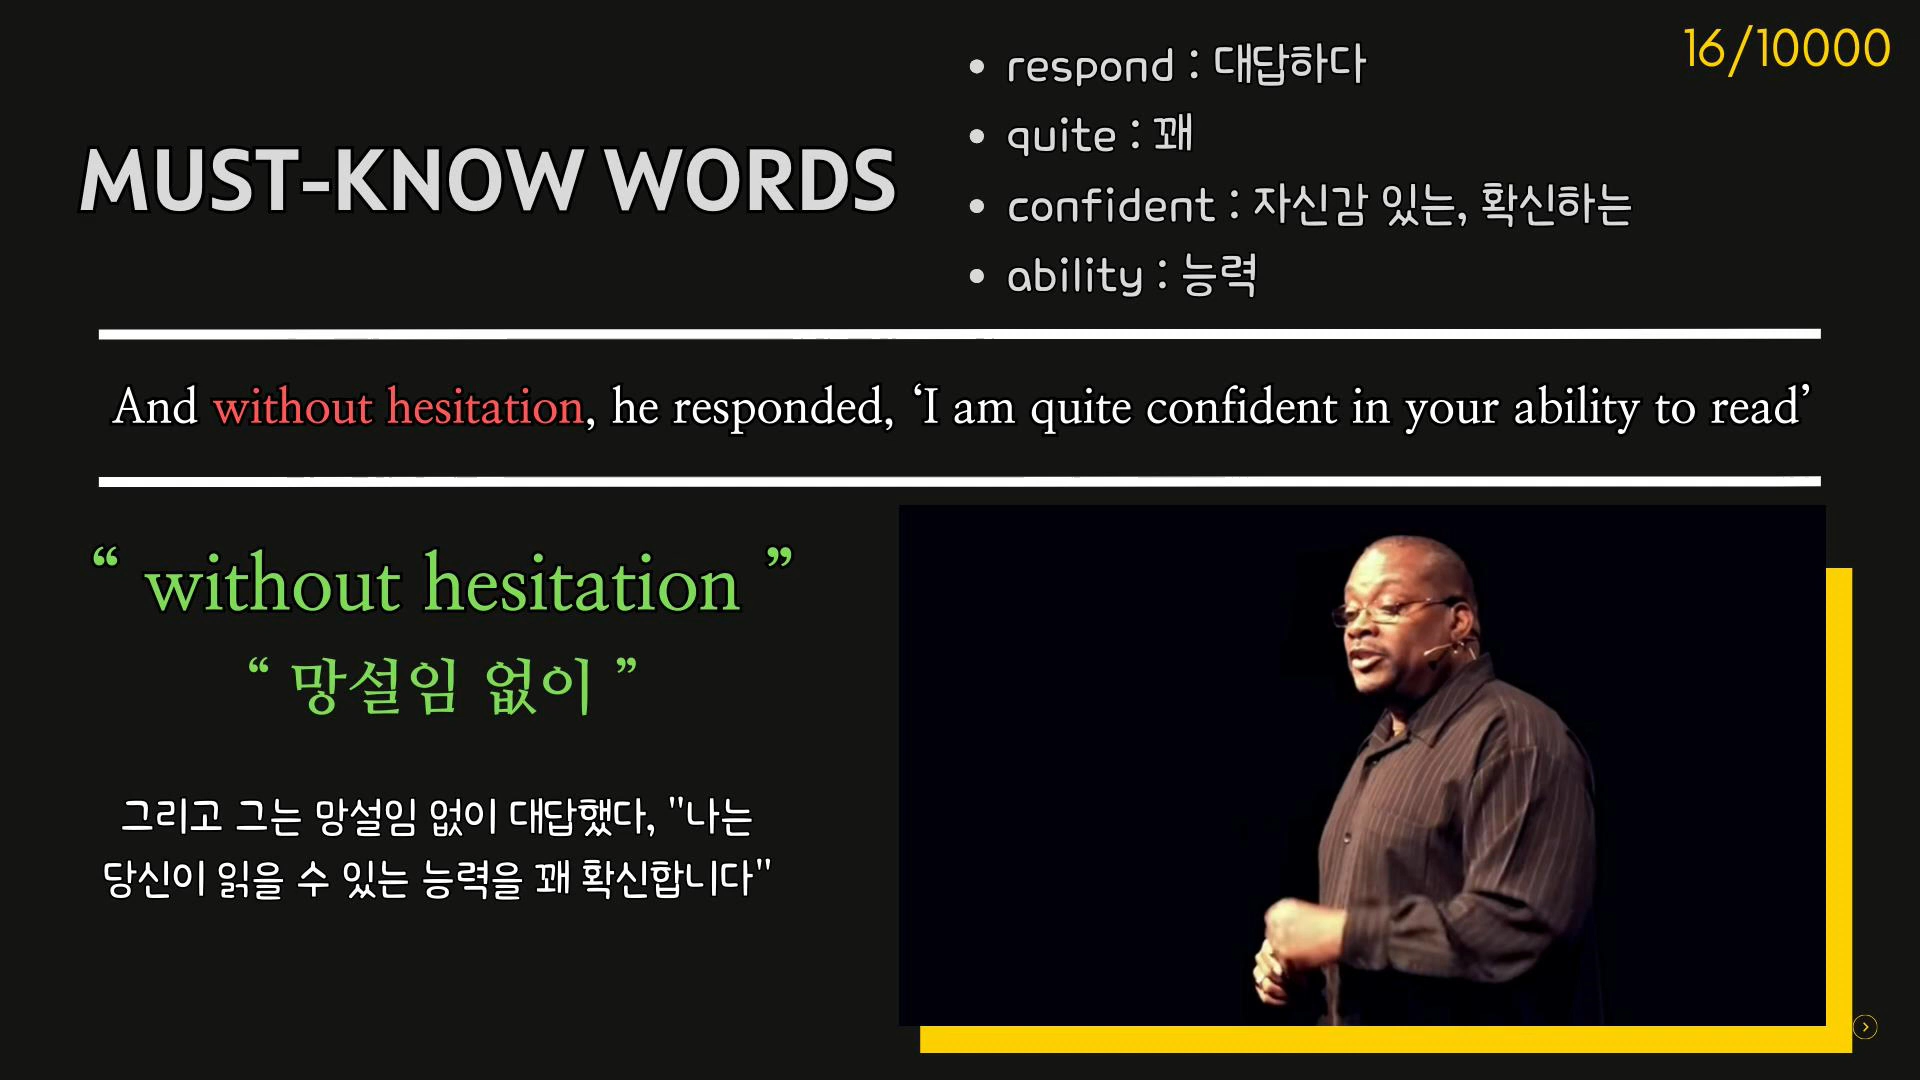 16/10000
MUST-KNOW WORDS
• respond : 대답하다
• quite : 꽤
• confident : 자신감 있는, 확신하는
• ability : 능력
And without hesitation, he responded, ‘I am quite confident in your ability to read’
“ without hesitation ”
“ 망설임 없이 ”
그리고 그는 망설임 없이 대답했다, "나는
당신이 읽을 수 있는 능력을 꽤 확신합니다"